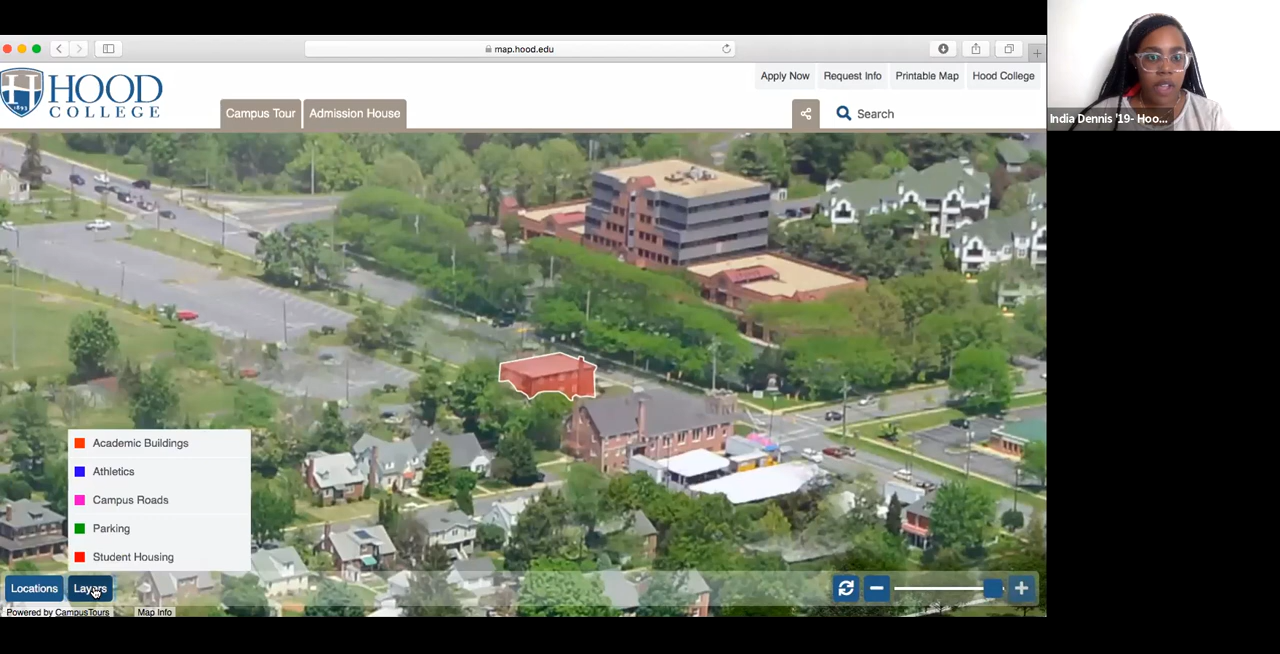 map.hood.edu
HOOD
COLLEGE
1893
Apply Now
Request Info
Printable Map
Hood College
Campus Tour
Admission House
Search
India Dennis '19- Hoo...
Academic Buildings
Athletics
Campus Roads
Parking
Student Housing
Locations
Layers
Powered by CampusTours
Map Info